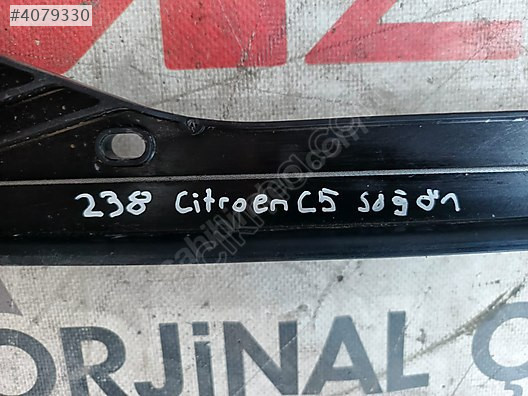 #4079330
238 Citroen C5 sağ ön
ORJİNAL Ç